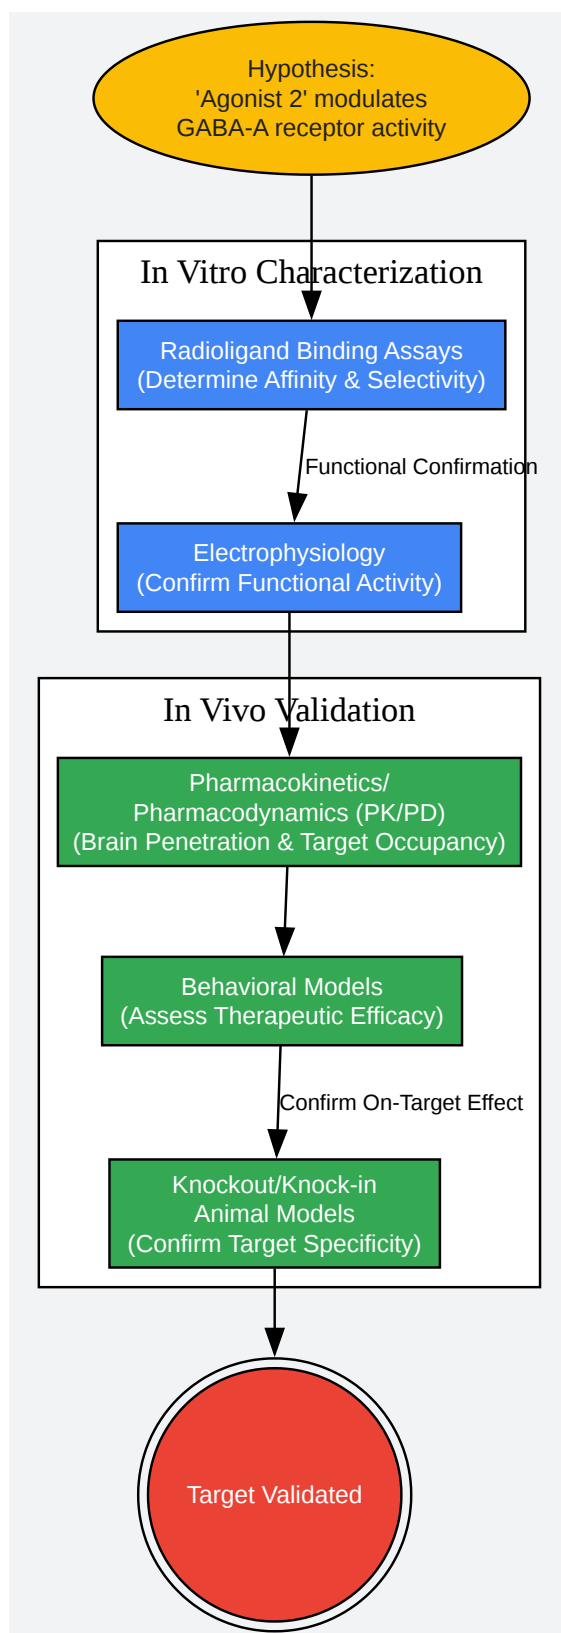 Hypothesis:
'Agonist 2' modulates
GABA-A receptor activity
In Vitro Characterization
Radioligand Binding Assays
(Determine Affinity & Selectivity)
Functional Confirmation
Electrophysiology
(Confirm Functional Activity)
In Vivo Validation
Pharmacokinetics/
Pharmacodynamics (PK/PD)
(Brain Penetration & Target Occupancy)
Behavioral Models
(Assess Therapeutic Efficacy)
Confirm On-Target Effect
Knockout/Knock-in
Animal Models
(Confirm Target Specificity)
Target Validated